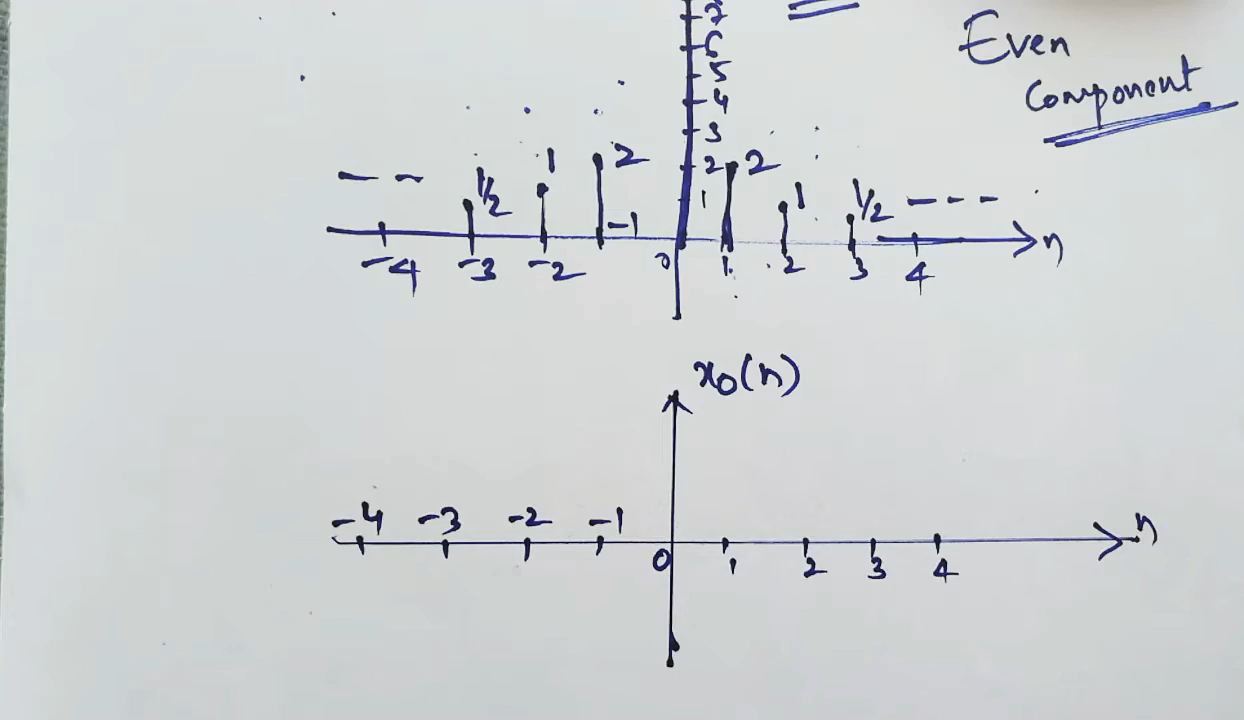 7
6
Even
5
Component
4
3
-- 1/2 1 2 2 2 1 1/2 ---
1
-1
-4 -3 -2 0 1 2 3 4 n
x0(n)
-4 -3 -2 -1 n
0 1 2 3 4